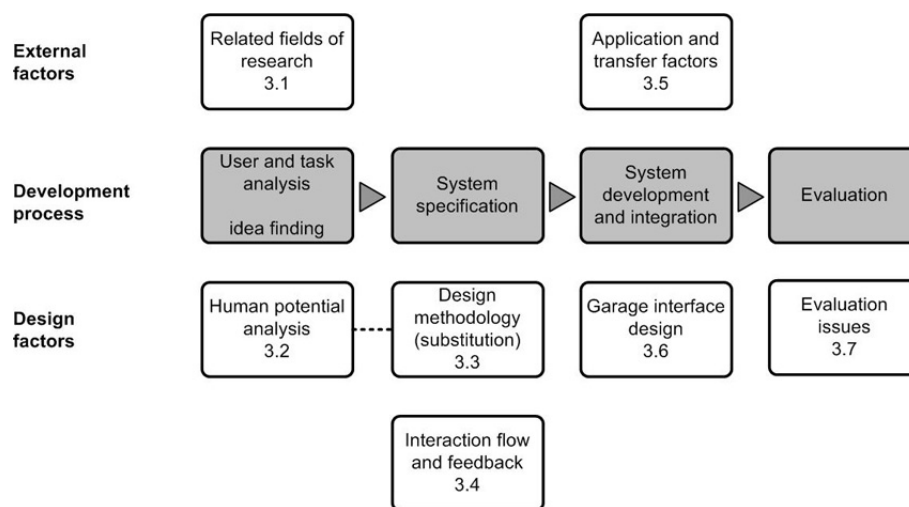 External
factors
Related fields of
research
3.1
Application and
transfer factors
3.5
Development
process
User and task
analysis
idea finding
System
specification
System
development
and integration
Evaluation
Design
factors
Human potential
analysis
3.2
Design
methodology
(substitution)
3.3
Garage interface
design
3.6
Evaluation
issues
3.7
Interaction flow
and feedback
3.4